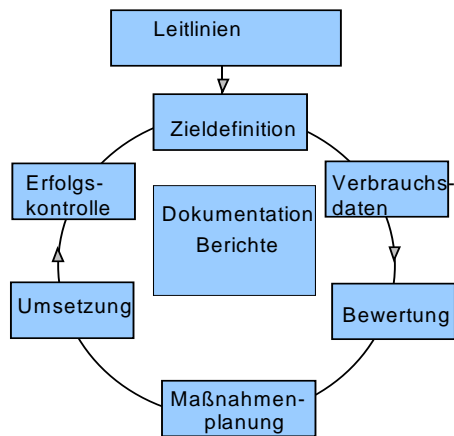 Leitlinien
Zieldefinition
Erfolgs-
kontrolle
Verbrauchs
daten
Dokumentation
Berichte
Umsetzung
Bewertung
Maßnahmen-
planung